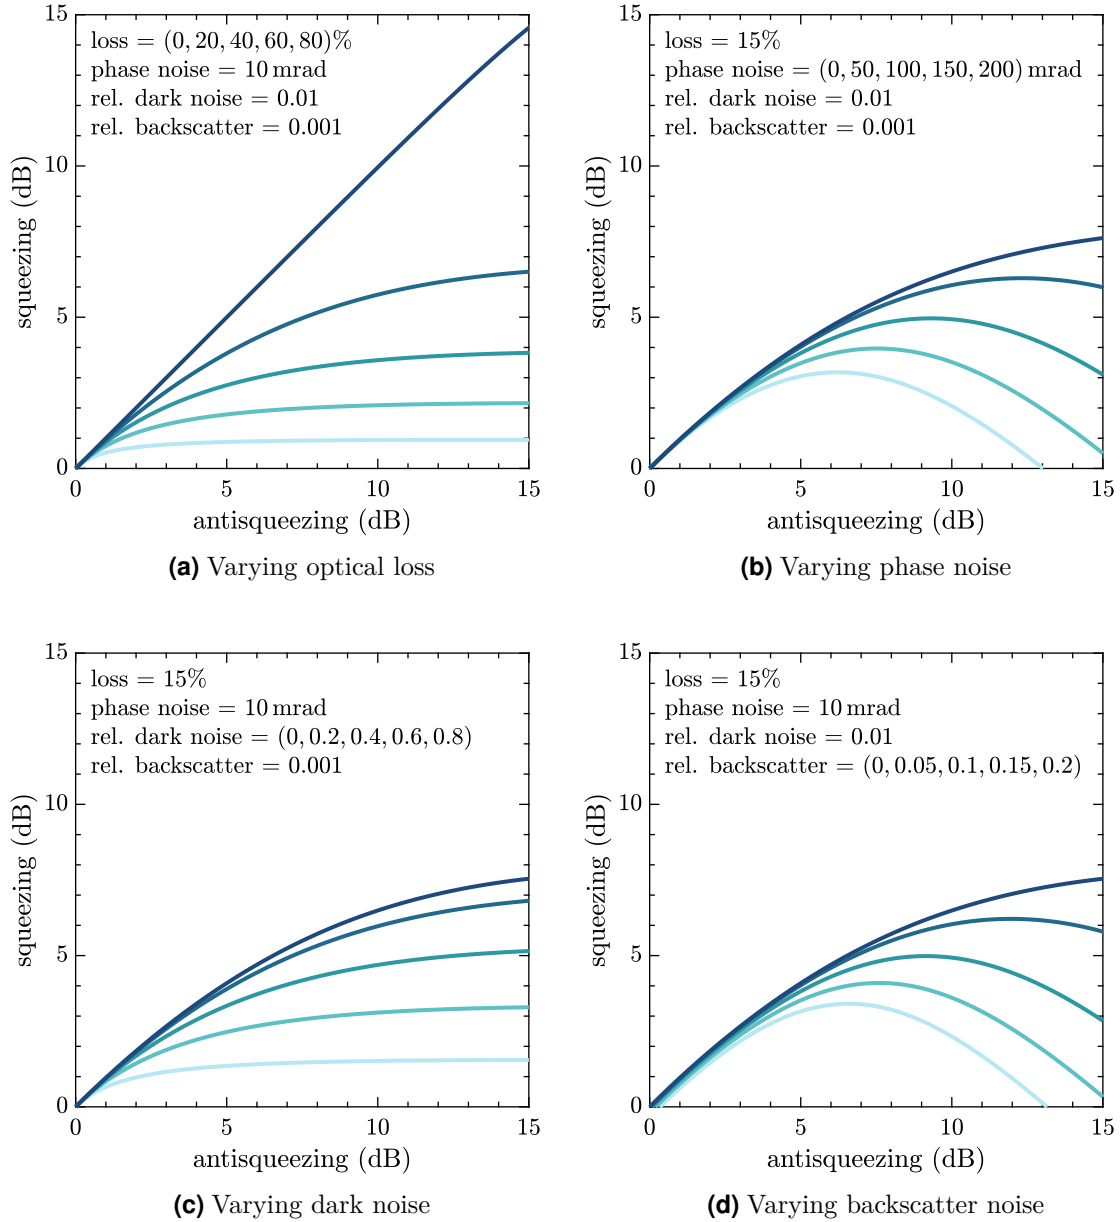 15
loss = (0, 20, 40, 60, 80)%
phase noise = 10 mrad
rel. dark noise = 0.01
rel. backscatter = 0.001
10
squeezing (dB)
5
0
0 5 10 15
antisqueezing (dB)
(a) Varying optical loss
15
loss = 15%
phase noise = (0, 50, 100, 150, 200) mrad
rel. dark noise = 0.01
rel. backscatter = 0.001
10
squeezing (dB)
5
0
0 5 10 15
antisqueezing (dB)
(b) Varying phase noise
15
loss = 15%
phase noise = 10 mrad
rel. dark noise = (0, 0.2, 0.4, 0.6, 0.8)
rel. backscatter = 0.001
10
squeezing (dB)
5
0
0 5 10 15
antisqueezing (dB)
(c) Varying dark noise
15
loss = 15%
phase noise = 10 mrad
rel. dark noise = 0.01
rel. backscatter = (0, 0.05, 0.1, 0.15, 0.2)
10
squeezing (dB)
5
0
0 5 10 15
antisqueezing (dB)
(d) Varying backscatter noise